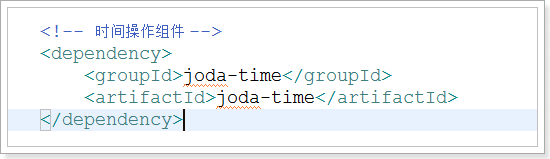 <!-- 时间操作组件 -->
<dependency>
    <groupId>joda-time</groupId>
    <artifactId>joda-time</artifactId>
</dependency>